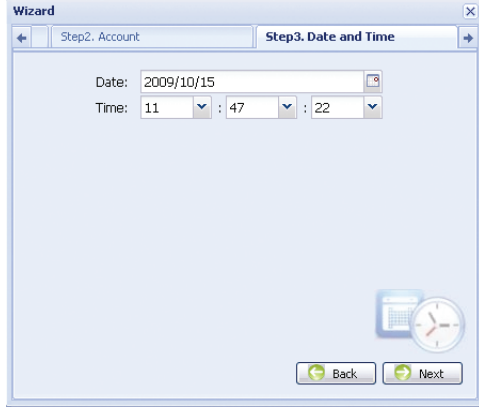 Wizard
Step2. Account
Step3. Date and Time
Date: 2009/10/15
Time: 11 : 47 : 22
Back
Next